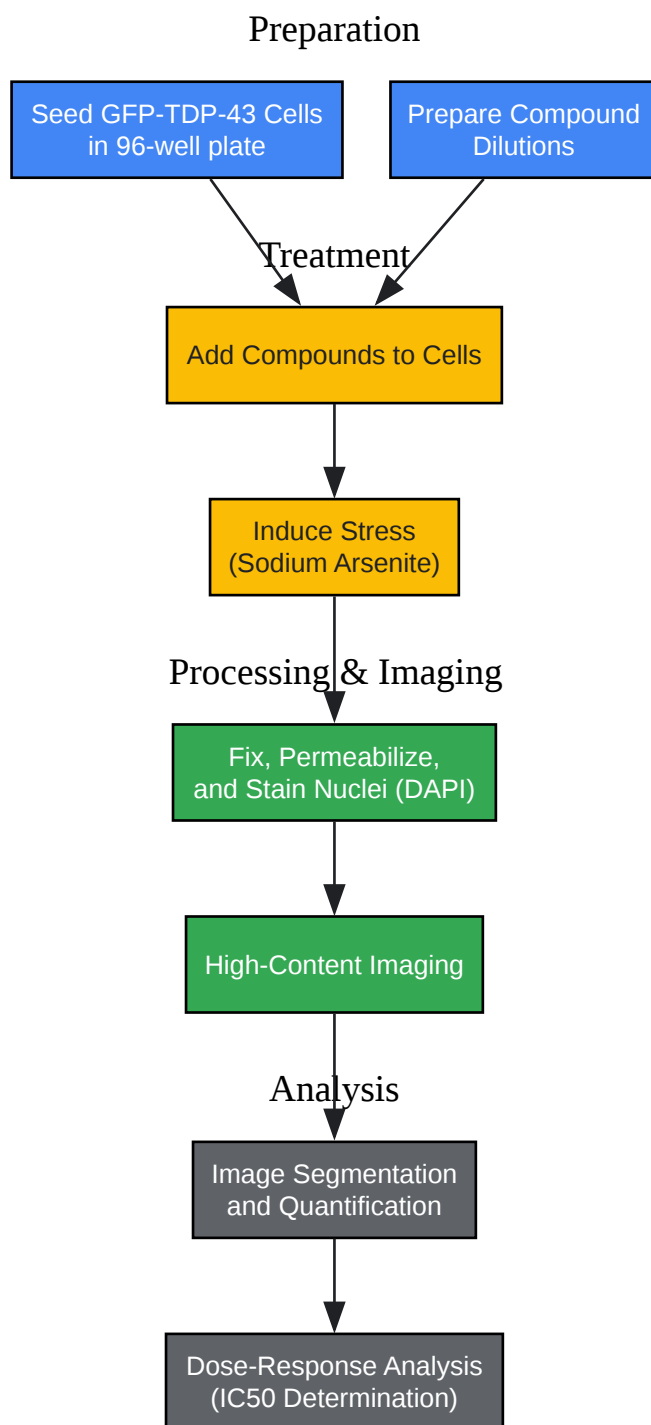 Preparation
Seed GFP-TDP-43 Cells
in 96-well plate
Prepare Compound
Dilutions
Treatment
Add Compounds to Cells
Induce Stress
(Sodium Arsenite)
Processing & Imaging
Fix, Permeabilize,
and Stain Nuclei (DAPI)
High-Content Imaging
Analysis
Image Segmentation
and Quantification
Dose-Response Analysis
(IC50 Determination)